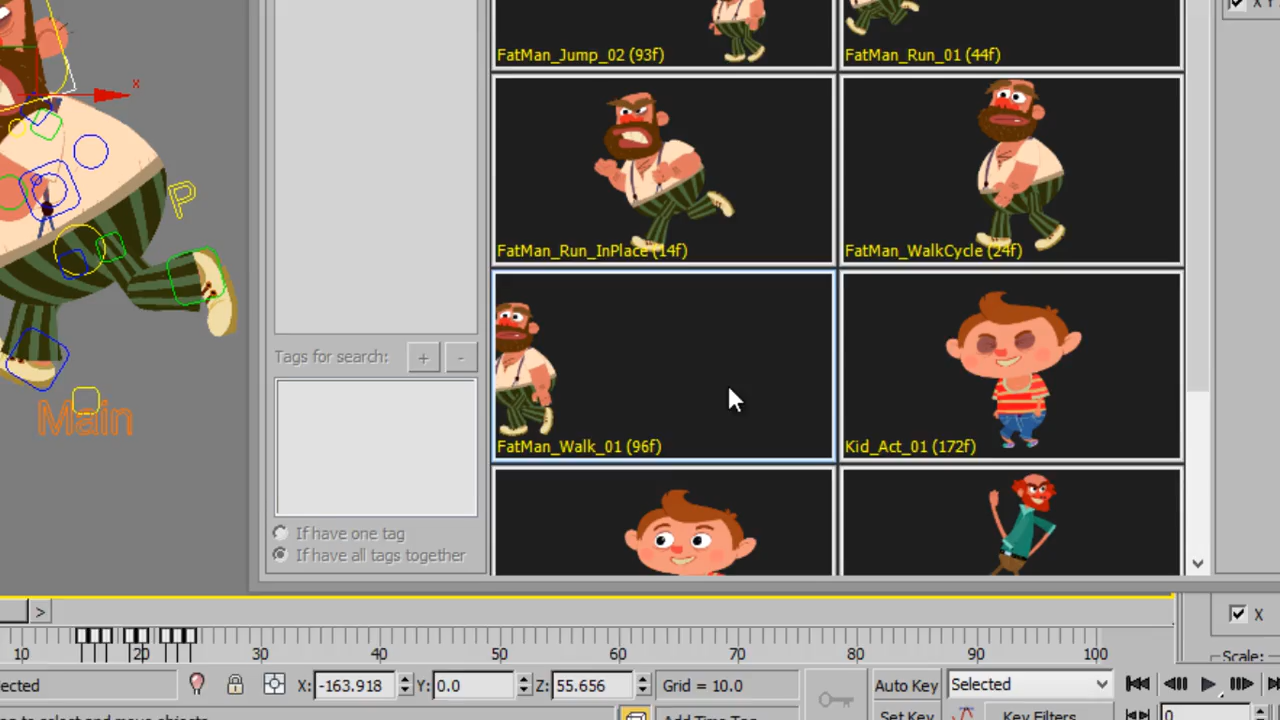 FatMan_Jump_02 (93f)
FatMan_Run_01 (44f)
x
P
FatMan_Run_InPlace (14f)
FatMan_WalkCycle (24f)
Tags for search:
+
-
Main
FatMan_Walk_01 (96f)
Kid_Act_01 (172f)
If have one tag
If have all tags together
>
X
10
20
30
40
50
60
70
80
90
100
Scale:
X: -163.918
Y: 0.0
Z: 55.656
Grid = 10.0
Auto Key
Selected
Set Key
Key Filters
0
Add Time Tag